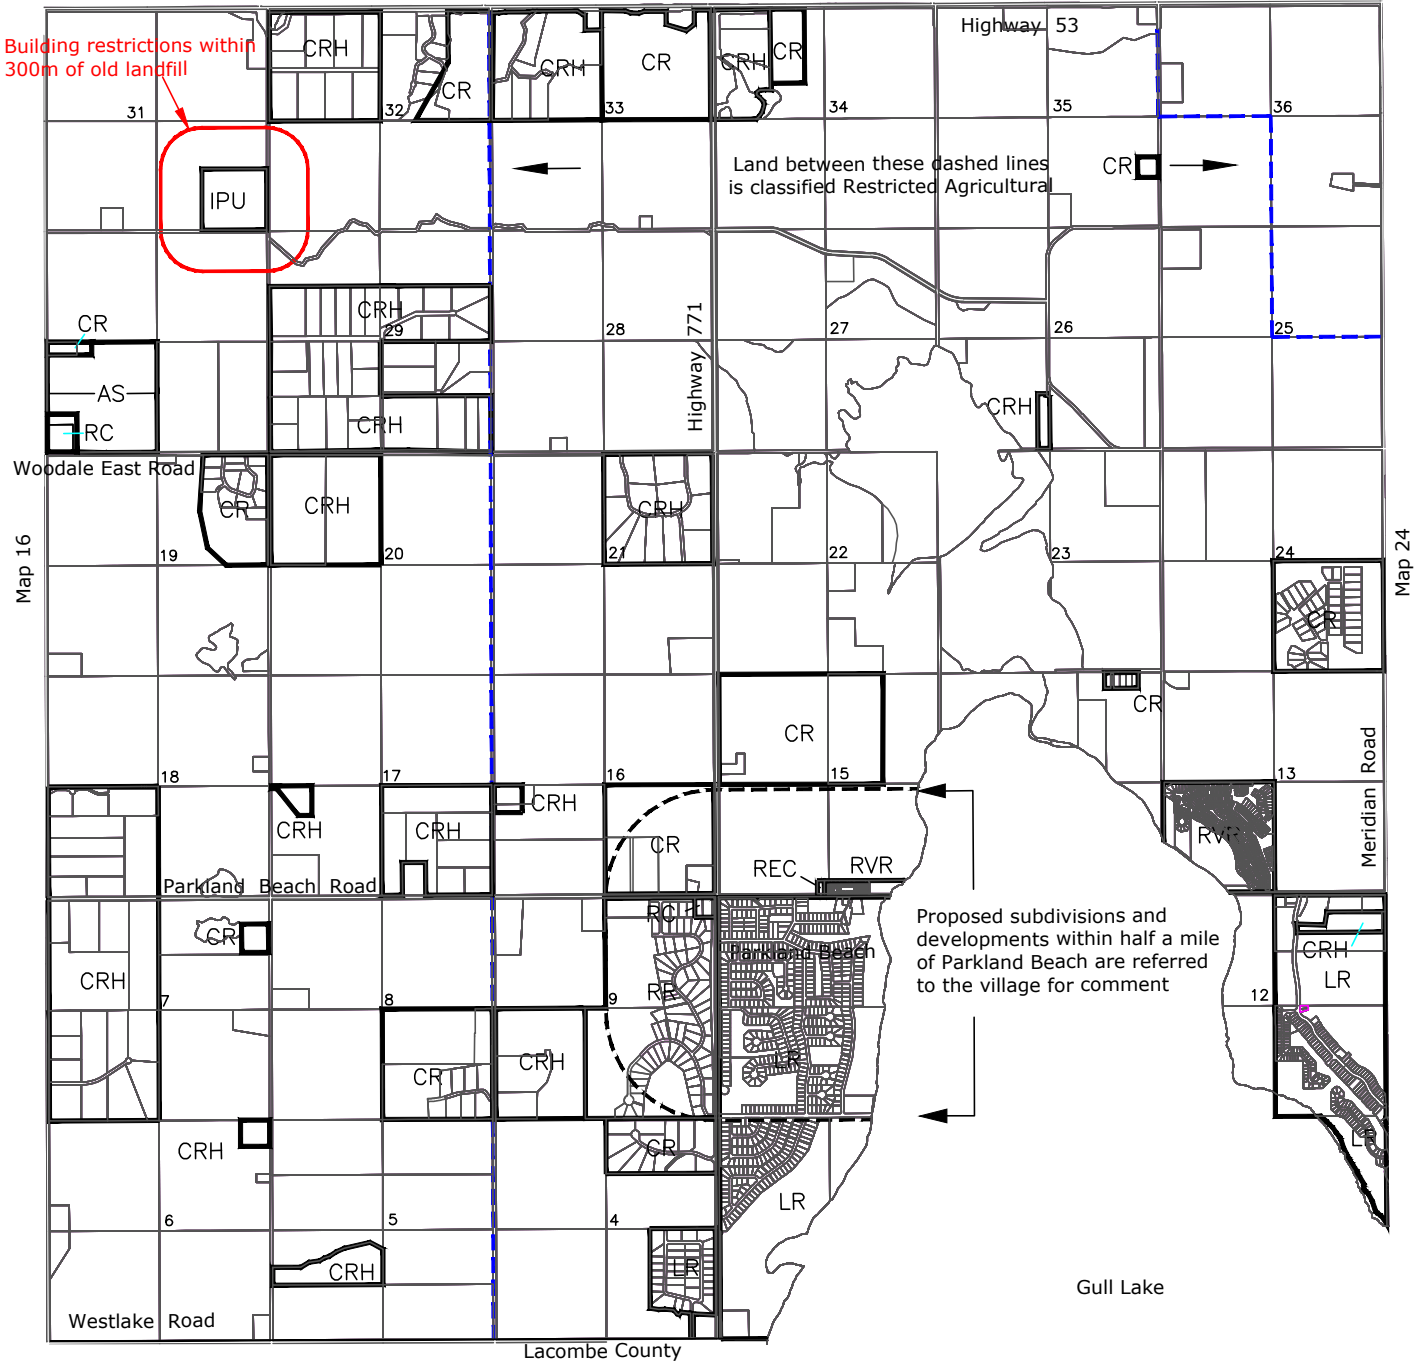 Highway 53
Building restrictions within
300m of old landfill
CRH
CR
CRH
CR
CRH
CR
31
32
33
34
35
36
Land between these dashed lines
is classified Restricted Agricultural
CR
IPU
CRH
CR
29
28
27
26
25
Highway 771
AS
RC
CRH
CRH
Woodale East Road
CR
CRH
CRH
19
20
21
22
23
24
Map 16
Map 24
CR
CR
CR
Meridian Road
18
17
16
15
13
CRH
CRH
CRH
CR
RVR
REC
RVR
Parkland Beach Road
RC
CR
Parkland Beach
Proposed subdivisions and
developments within half a mile
of Parkland Beach are referred
to the village for comment
CRH
RR
CRH
LR
7
8
9
12
CR
CRH
LR
CRH
CR
LR
LR
6
5
4
CRH
LR
Gull Lake
Westlake Road
Lacombe County